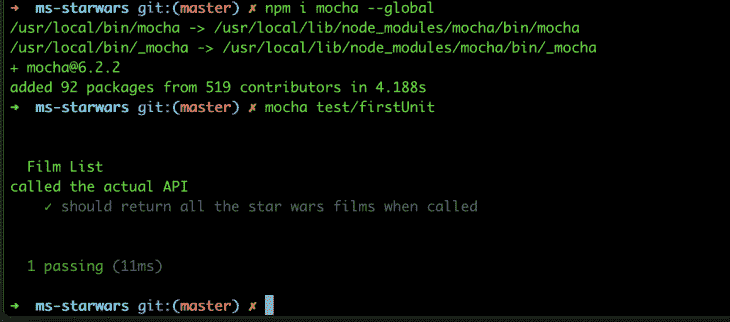 ➜ ms-starwars git:(master) ✗ npm i mocha --global
/usr/local/bin/mocha -> /usr/local/lib/node_modules/mocha/bin/mocha
/usr/local/bin/_mocha -> /usr/local/lib/node_modules/mocha/bin/_mocha
+ mocha@6.2.2
added 92 packages from 519 contributors in 4.188s
➜ ms-starwars git:(master) ✗ mocha test/firstUnit
Film List
called the actual API
✓ should return all the star wars films when called
1 passing (11ms)
➜ ms-starwars git:(master) ✗